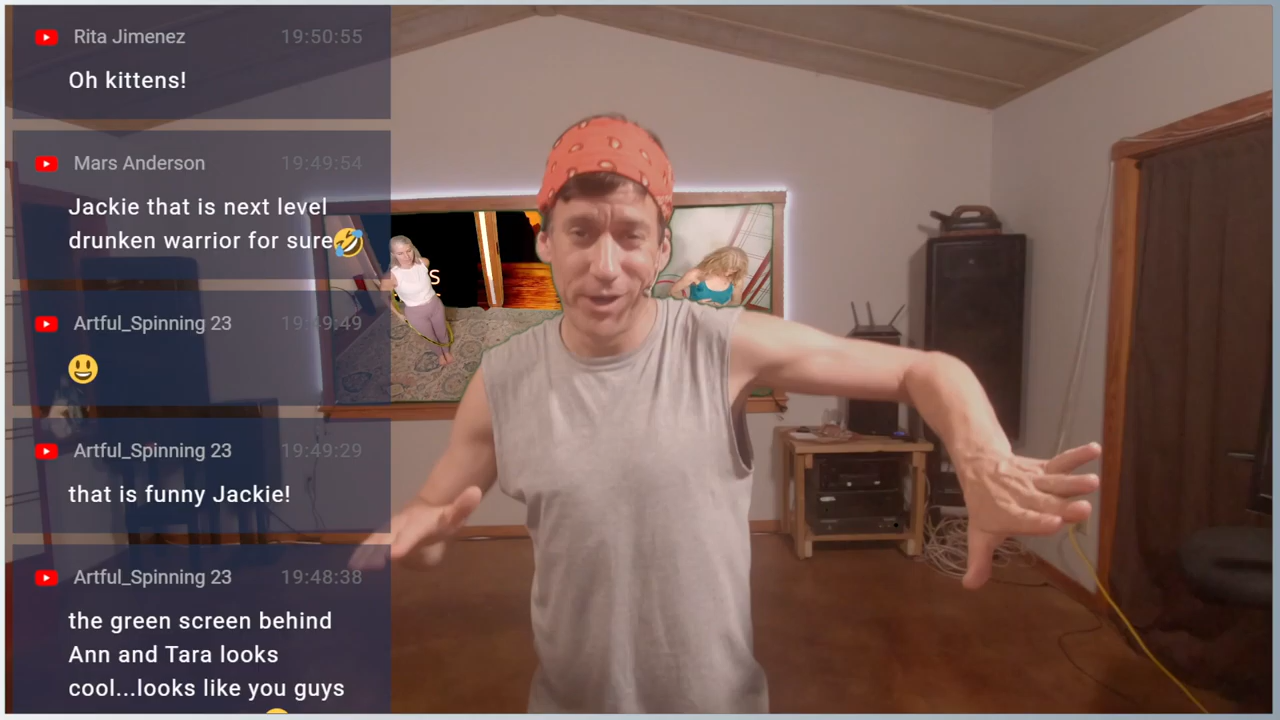 Rita Jimenez 19:50:55
Oh kittens!
Mars Anderson 19:49:54
Jackie that is next level
drunken warrior for sure🤣
Artful_Spinning 23 19:49:49
😃
Artful_Spinning 23 19:49:29
that is funny Jackie!
Artful_Spinning 23 19:48:38
the green screen behind
Ann and Tara looks
cool...looks like you guys